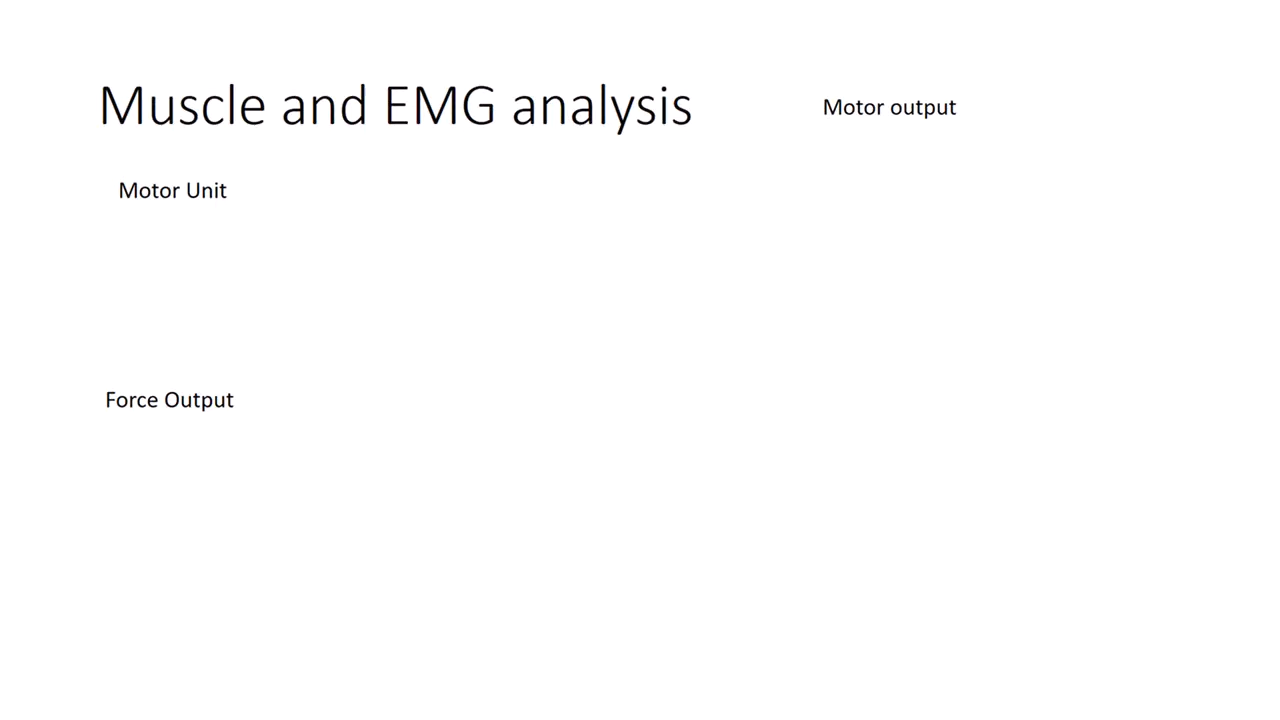 Muscle and EMG analysis
Motor output
Motor Unit
Force Output